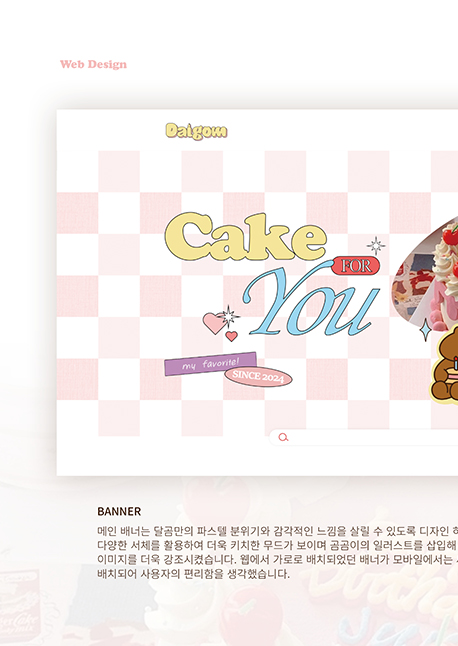 Web Design
Daigom
Cake
FOR
You
my favorite!
SINCE 2024
BANNER
메인 배너는 달곰만의 파스텔 분위기와 감각적인 느낌을 살릴 수 있도록 디자인
다양한 서체를 활용하여 더욱 키치한 무드가 보이며 곰곰이의 일러스트를 삽입해
이미지를 더욱 강조시켰습니다. 웹에서 가로로 배치되었던 배너가 모바일에서는
배치되어 사용자의 편리함을 생각했습니다.